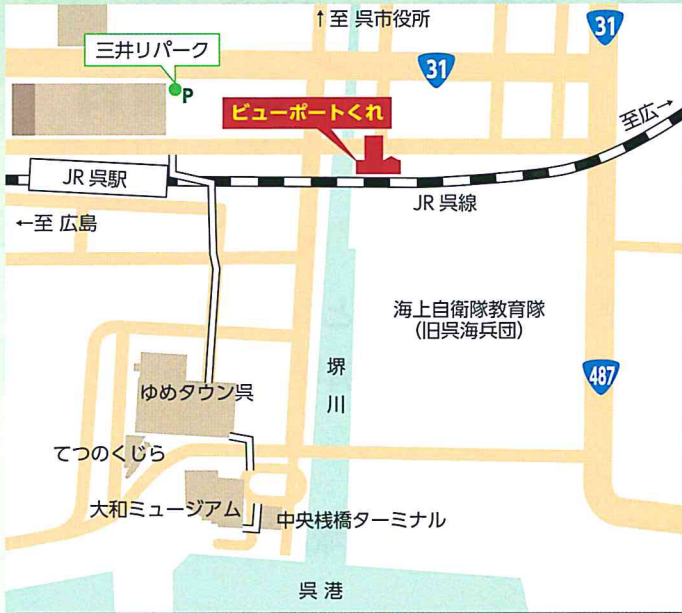 ↑至 呉市役所
31
三井リパーク
31
P
ビューポートくれ
至広→
JR 呉駅
JR 呉線
←至 広島
海上自衛隊教育隊
(旧呉海兵団)
堺川
487
ゆめタウン呉
てつのくじら
大和ミュージアム
中央桟橋ターミナル
呉 港